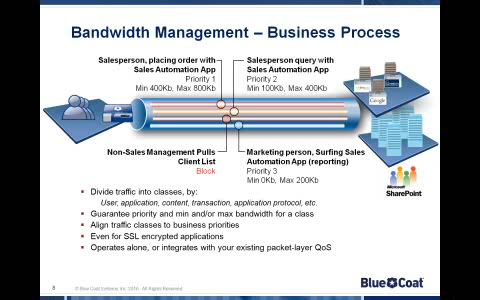 Bandwidth Management – Business Process
Salesperson, placing order with
Sales Automation App
Priority 1
Min 400Kb, Max 800Kb
Salesperson query with
Sales Automation App
Priority 2
Min 100Kb, Max 400Kb
Google
Non-Sales Management Pulls
Client List
Block
Marketing person, Surfing Sales
Automation App (reporting)
Priority 3
Min 0Kb, Max 200Kb
Microsoft
SharePoint
Divide traffic into classes, by:
User, application, content, transaction, application protocol, etc.
Guarantee priority and min and/or max bandwidth for a class
Align traffic classes to business priorities
Even for SSL encrypted applications
Operates alone, or integrates with your existing packet-layer QoS
8
© Blue Coat Systems, Inc. 2010. All Rights Reserved.
Blue Coat